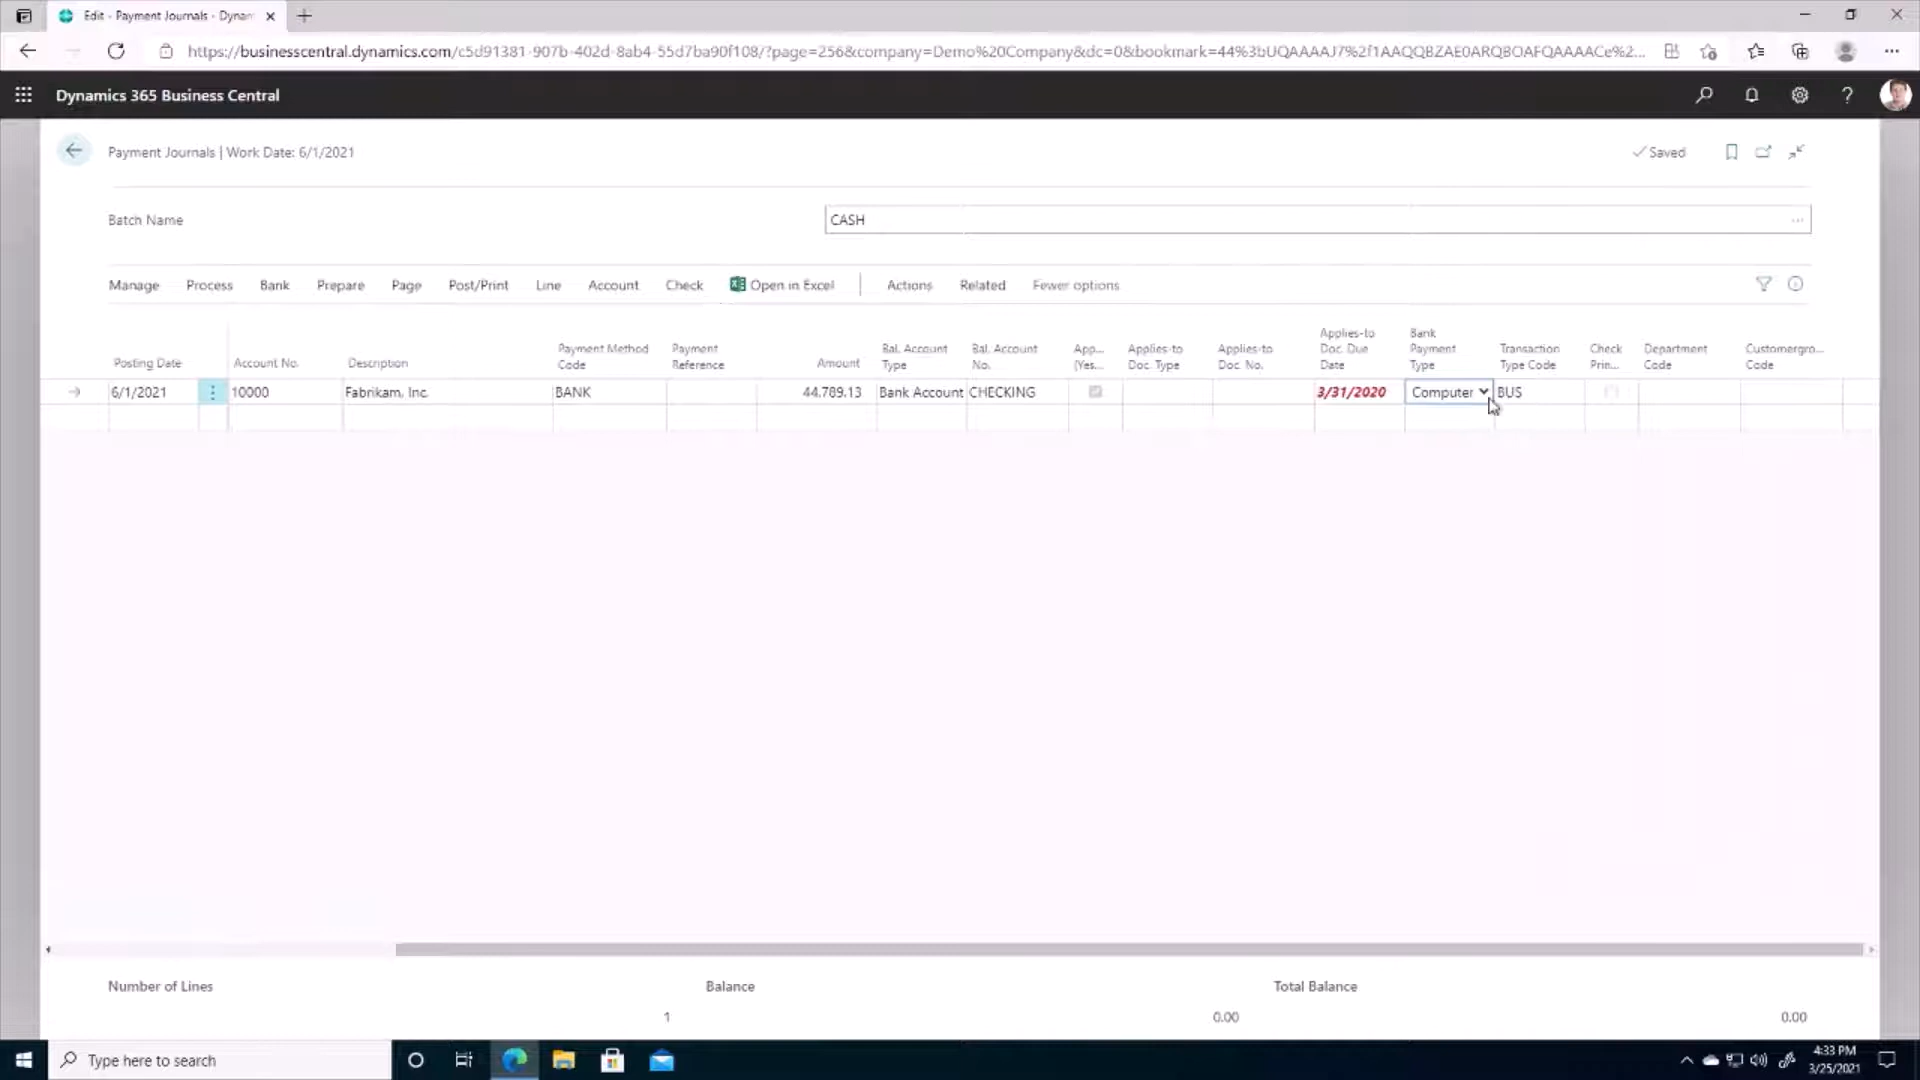 Edit - Payment Journals - Dynam
https://businesscentral.dynamics.com/c5d91381-907b-402d-8ab4-55d7ba90f108/?page=256&company=Demo%20Company&dc=0&bookmark=44%3bUQAAAAJ7%2f1AAQQBZAE0ARQBOAFQAAAACe%2...
Dynamics 365 Business Central
?
Payment Journals | Work Date: 6/1/2021
Saved
Batch Name
CASH
...
Manage Process Bank Prepare Page Post/Print Line Account Check Open in Excel Actions Related Fewer options
Posting Date Account No. Description Payment Method Code Payment Reference Amount Bal. Account Type Bal. Account No. App... (Yes... Applies-to Doc. Type Applies-to Doc. No. Applies-to Doc. Due Date Bank Payment Type Transaction Type Code Check Prin... Department Code Customergro... Code
6/1/2021 10000 Fabrikam, Inc. BANK 44.789.13 Bank Account CHECKING 3/31/2020 Computer BUS
Number of Lines Balance Total Balance
1 0.00 0.00
Type here to search
4:33 PM
3/25/2021